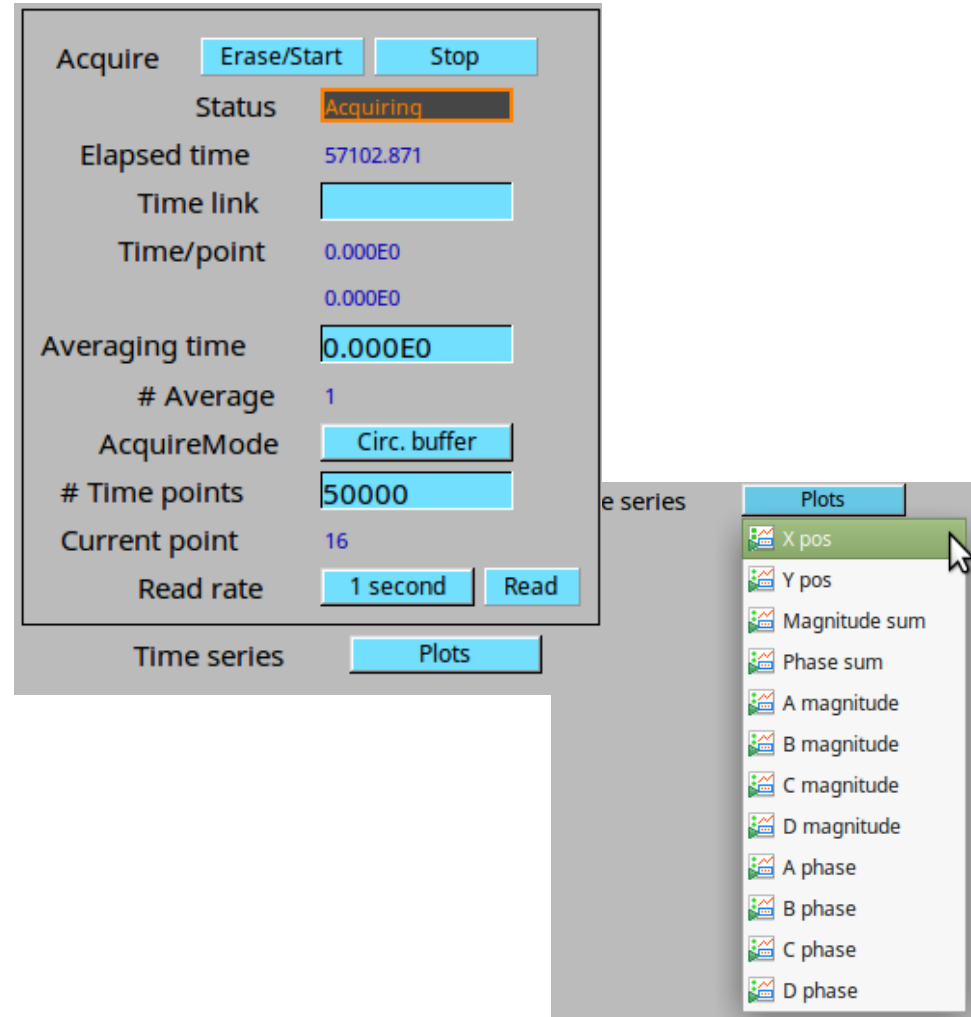 Acquire Erase/Start Stop
Status Acquiring
Elapsed time 57102.871
Time link
Time/point 0.000E0
0.000E0
Averaging time 0.000E0
# Average 1
AcquireMode Circ. buffer
# Time points 50000
Current point 16
Read rate 1 second Read
Time series Plots
e series Plots
X pos
Y pos
Magnitude sum
Phase sum
A magnitude
B magnitude
C magnitude
D magnitude
A phase
B phase
C phase
D phase